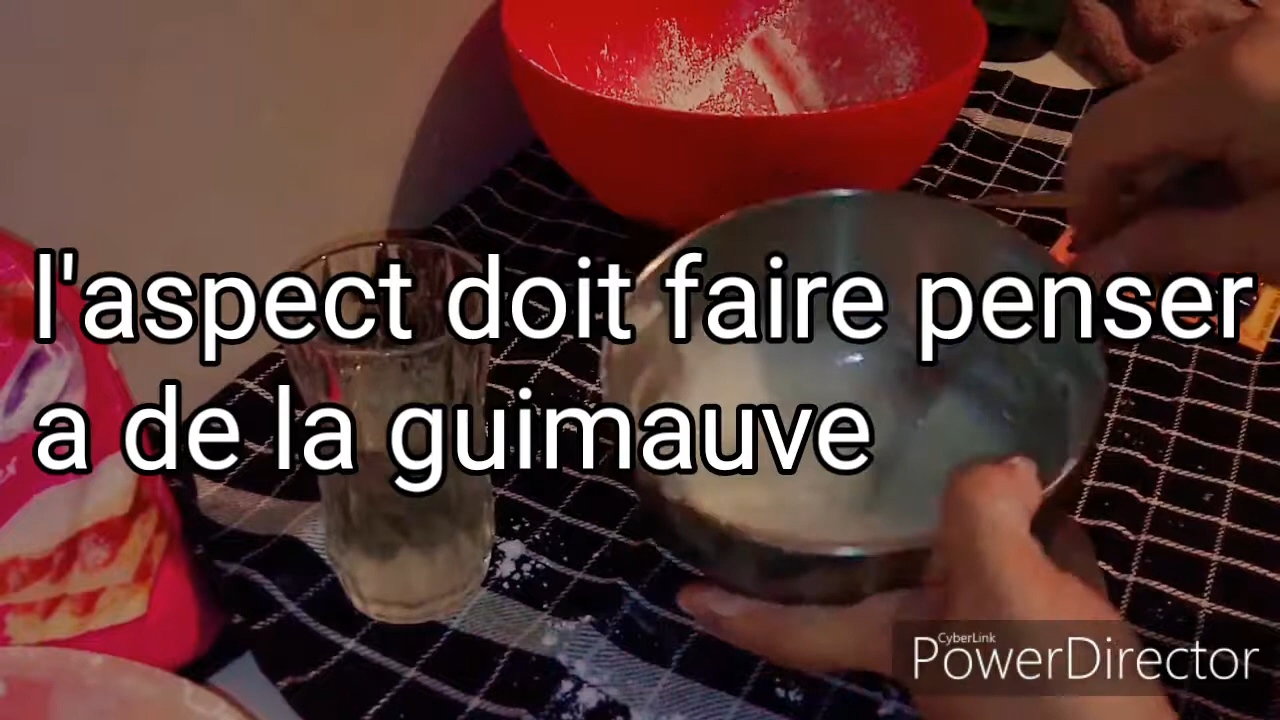 l'aspect doit faire penser
a de la guimauve
CyberLink
PowerDirector